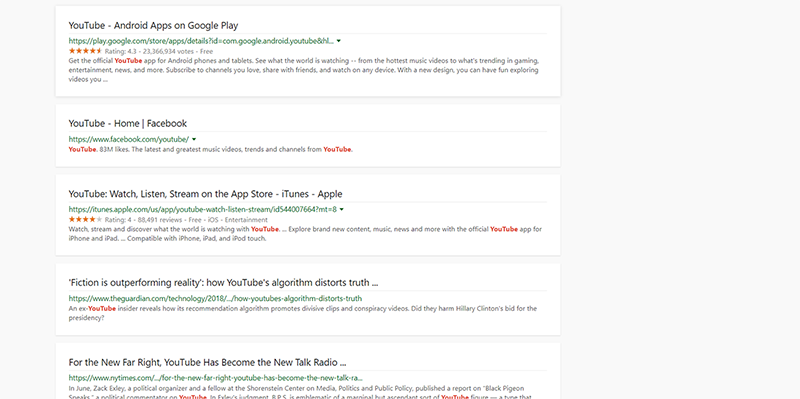 YouTube - Android Apps on Google Play
https://play.google.com/store/apps/details?id=com.google.android.youtube&hl...
Rating: 4.3 - 23,366,934 votes - Free
Get the official YouTube app for Android phones and tablets. See what the world is watching -- from the hottest music videos to what's trending in gaming,
entertainment, news, and more. Subscribe to channels you love, share with friends, and watch on any device. With a new design, you can have fun exploring
videos you ...
YouTube - Home | Facebook
https://www.facebook.com/youtube/
YouTube. 83M likes. The latest and greatest music videos, trends and channels from YouTube.
YouTube: Watch, Listen, Stream on the App Store - iTunes - Apple
https://itunes.apple.com/us/app/youtube-watch-listen-stream/id544007664?mt=8
Rating: 4 - 88,491 reviews - Free - iOS - Entertainment
Watch, stream and discover what the world is watching with YouTube. ... Explore brand new content, music, news and more with the official YouTube app for
iPhone and iPad. ... Compatible with iPhone, iPad, and iPod touch.
'Fiction is outperforming reality': how YouTube's algorithm distorts truth ...
https://www.theguardian.com/technology/2018/.../how-youtubes-algorithm-distorts-truth
An ex-YouTube insider reveals how its recommendation algorithm promotes divisive clips and conspiracy videos. Did they harm Hillary Clinton's bid for the
presidency?
For the New Far Right, YouTube Has Become the New Talk Radio ...
https://www.nytimes.com/.../for-the-new-far-right-youtube-has-become-the-new-talk-ra...
In June, Zack Exley, a political organizer and a fellow at the Shorenstein Center on Media, Politics and Public Policy, published a report on "Black Pigeon
Speaks," a political commentator on YouTube. In Exley's judgment, B.P.S. is emblematic of a marginal but ascendant sort of YouTube figure — a type that